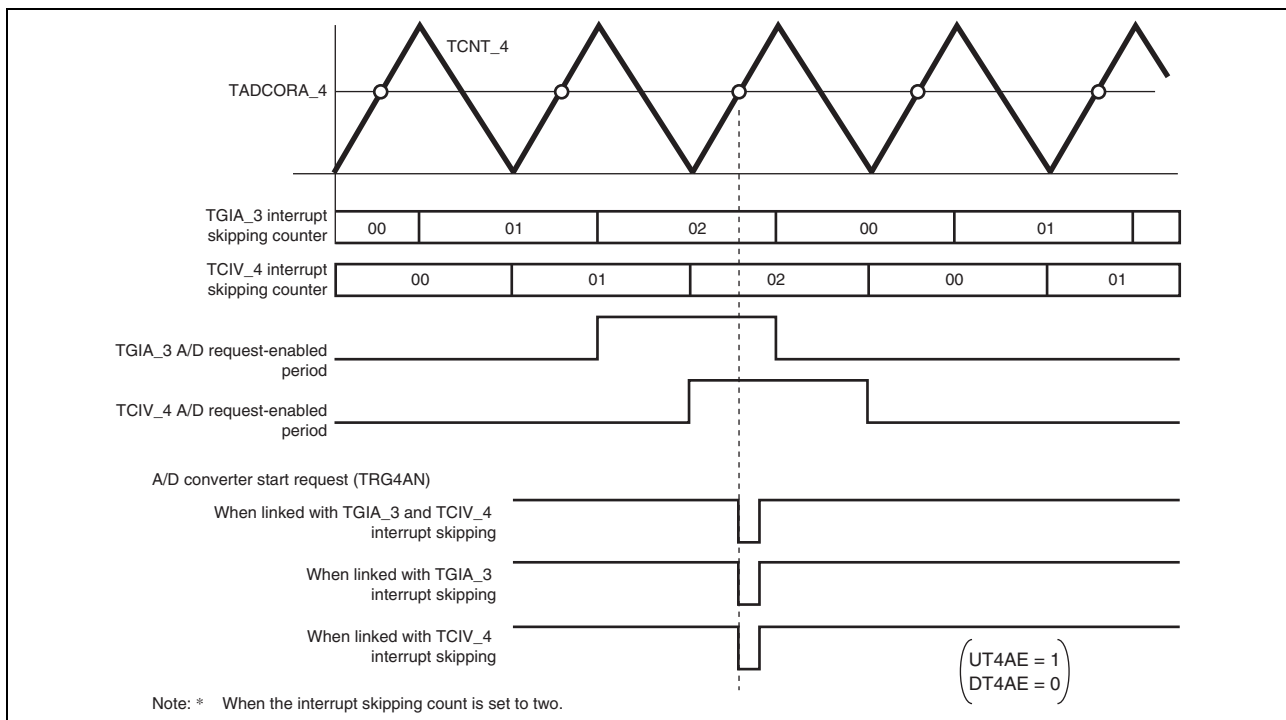 TCNT_4
TADCORA_4
TGIA_3 interrupt
skipping counter
00 01 02 00 01
TCIV_4 interrupt
skipping counter
00 01 02 00 01
TGIA_3 A/D request-enabled
period
TCIV_4 A/D request-enabled
period
A/D converter start request (TRG4AN)
When linked with TGIA_3 and TCIV_4
interrupt skipping
When linked with TGIA_3
interrupt skipping
When linked with TCIV_4
interrupt skipping
UT4AE = 1
DT4AE = 0
Note: * When the interrupt skipping count is set to two.